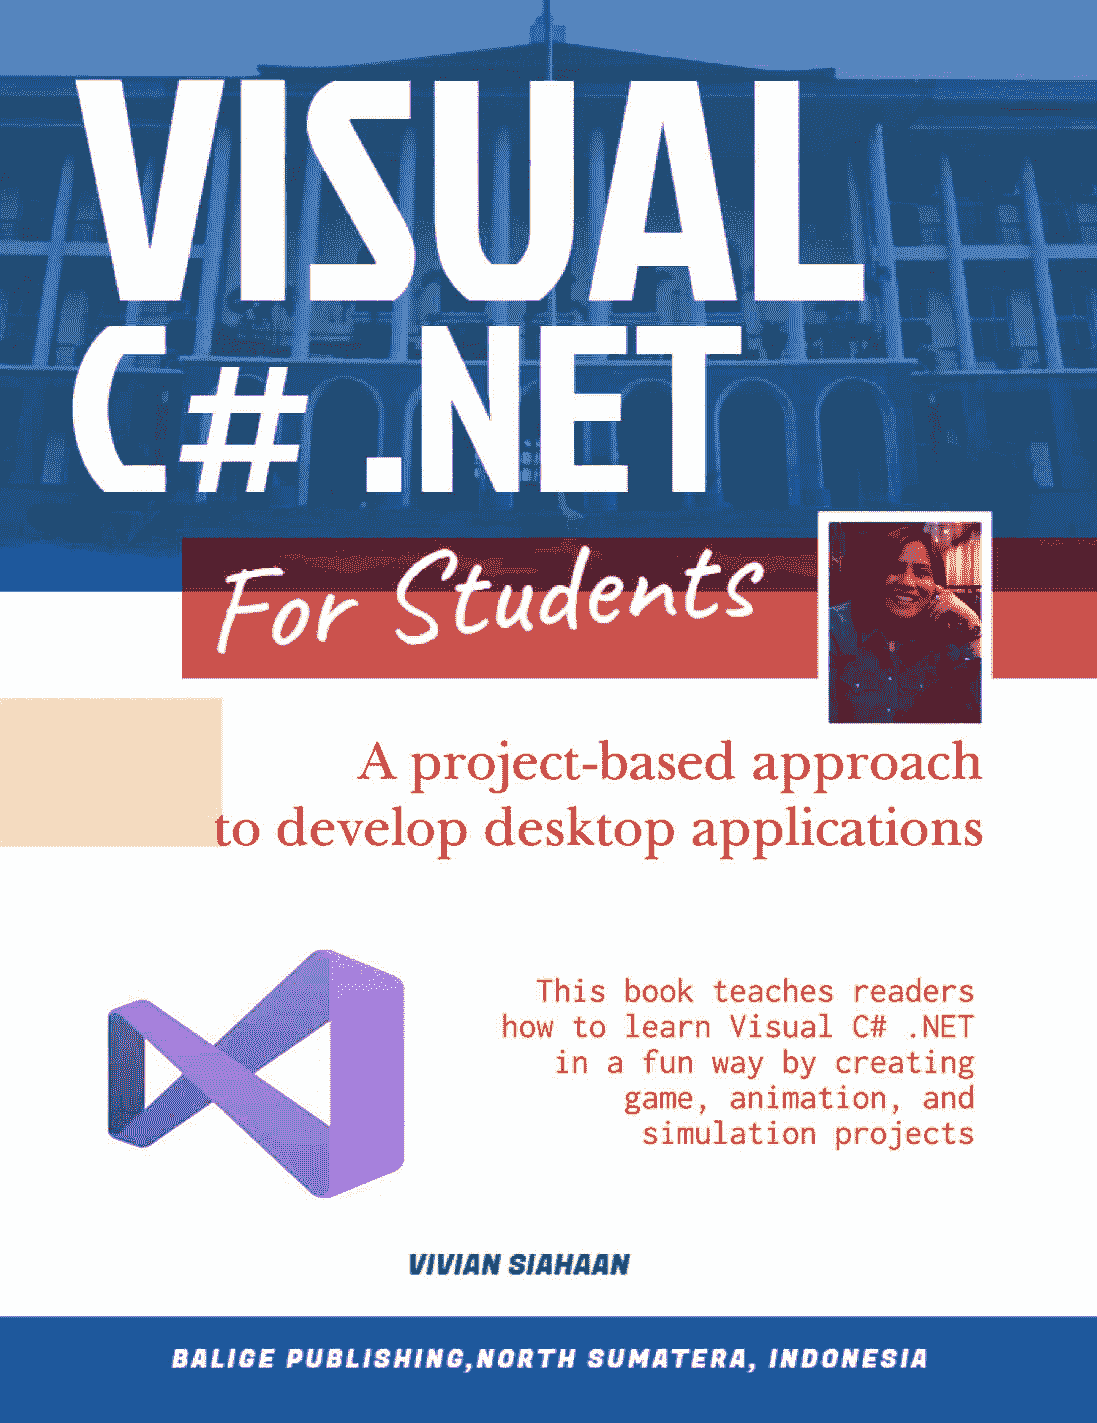 VISUAL
C# .NET
For Students
A project-based approach
to develop desktop applications
This book teaches readers
how to learn Visual C# .NET
in a fun way by creating
game, animation, and
simulation projects
VIVIAN SIAHAAN
BALIGE PUBLISHING,NORTH SUMATERA, INDONESIA